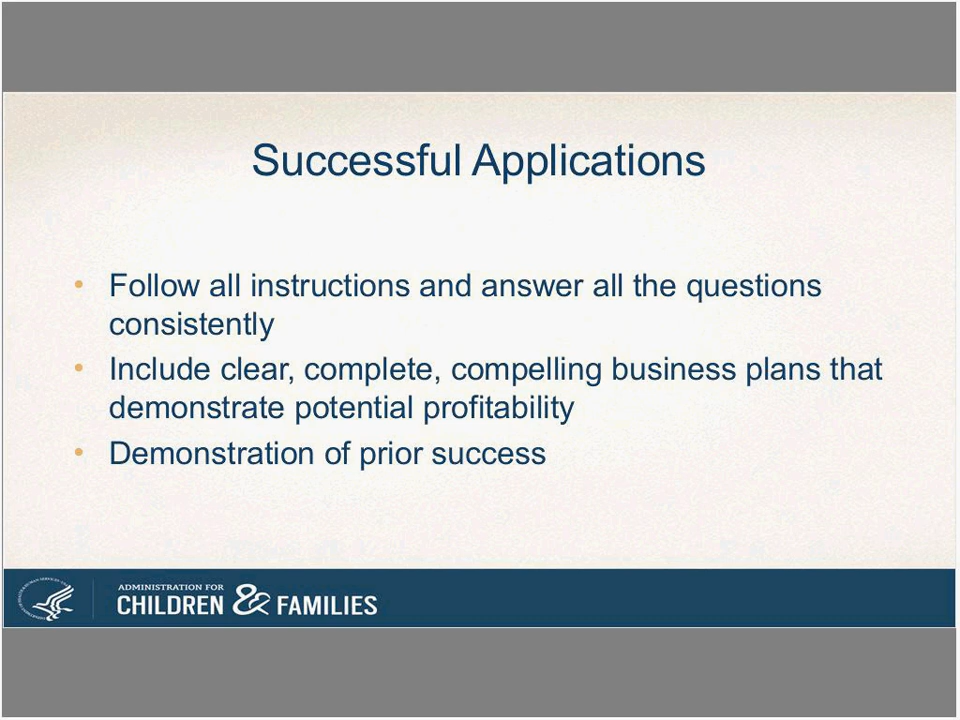 Successful Applications
• Follow all instructions and answer all the questions
consistently
• Include clear, complete, compelling business plans that
demonstrate potential profitability
• Demonstration of prior success
ADMINISTRATION FOR
CHILDREN & FAMILIES